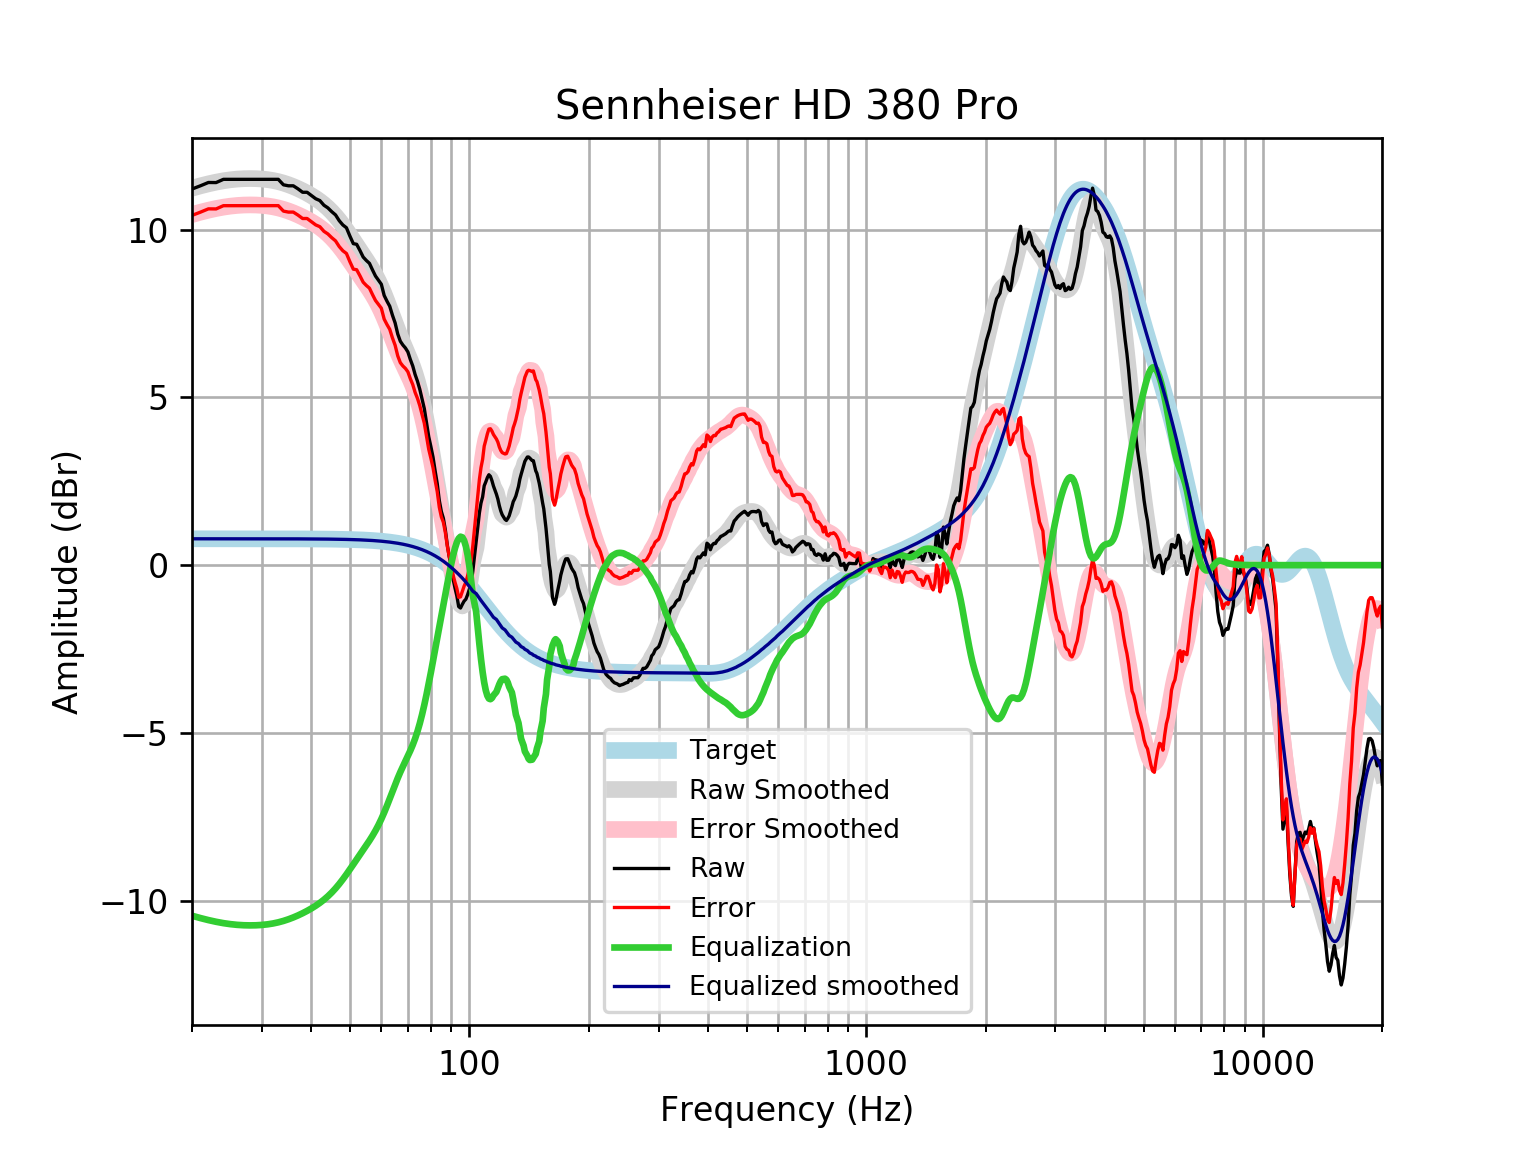 Sennheiser HD 380 Pro
10
5
0
−5
−10
Amplitude (dBr)
Target
Raw Smoothed
Error Smoothed
Raw
Error
Equalization
Equalized smoothed
100
1000
10000
Frequency (Hz)